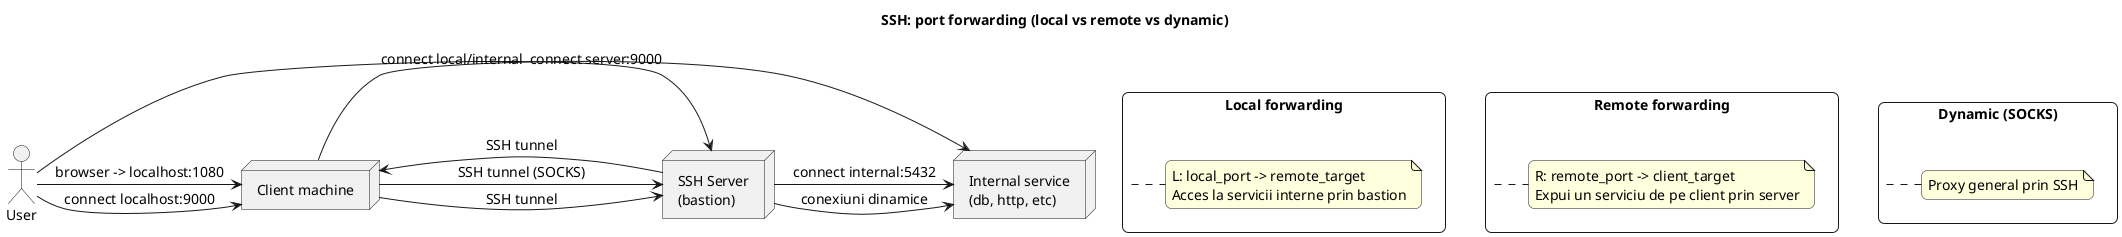 SSH: port forwarding (local vs remote vs dynamic)
connect local/internal connect server:9000
Local forwarding
Remote forwarding
Dynamic (SOCKS)
SSH tunnel
browser -> localhost:1080
SSH tunnel (SOCKS)
connect internal:5432
connect localhost:9000
SSH tunnel
conexiuni dinamice
User
Client machine
SSH Server
(bastion)
Internal service
(db, http, etc)
L: local_port -> remote_target
Acces la servicii interne prin bastion
R: remote_port -> client_target
Expui un serviciu de pe client prin server
Proxy general prin SSH